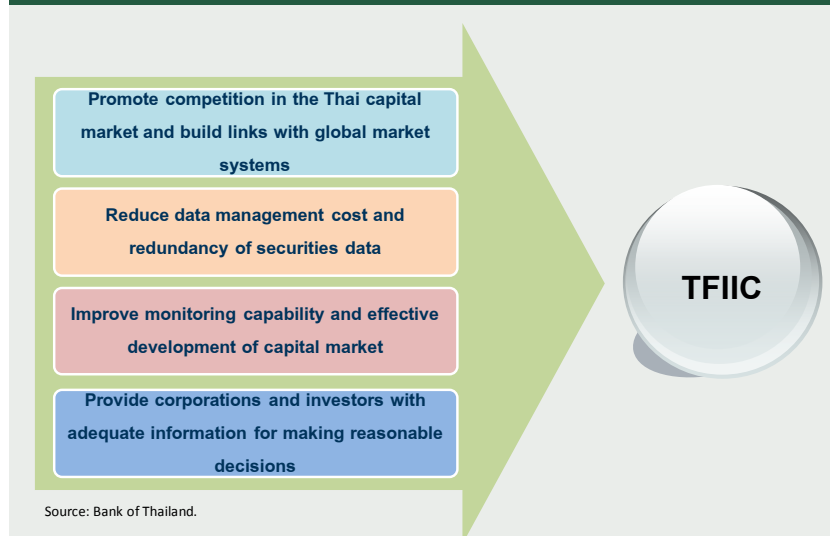 Promote competition in the Thai capital
market and build links with global market
systems
Reduce data management cost and
redundancy of securities data
Improve monitoring capability and effective
development of capital market
Provide corporations and investors with
adequate information for making reasonable
decisions
TFIIC
Source: Bank of Thailand.